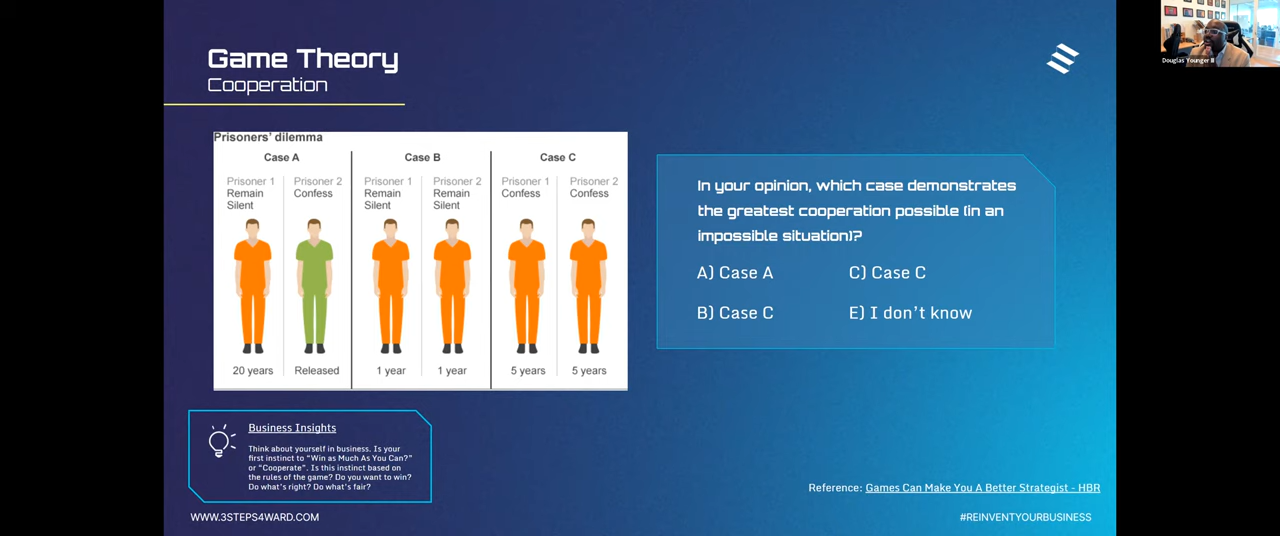 Game Theory
Cooperation
Prisoners' dilemma
Case A
Case B
Case C
Prisoner 1
Prisoner 2
Prisoner 1
Prisoner 2
Prisoner 1
Prisoner 2
Remain
Confess
Remain
Remain
Confess
Confess
Silent
Silent
Silent
20 years
Released
1 year
1 year
5 years
5 years
In your opinion, which case demonstrates
the greatest cooperation possible (in an
impossible situation)?
A) Case A
C) Case C
B) Case C
E) I don't know
Business Insights
Think about yourself in business. Is your
first instinct to "Win as Much As You Can?"
or "Cooperate". Is this instinct based on
the rules of the game? Do you want to win?
Do what's right? Do what's fair?
Reference: Games Can Make You A Better Strategist - HBR
WWW.3STEPS4WARD.COM
#REINVENTYOURBUSINESS
Douglas Younger II